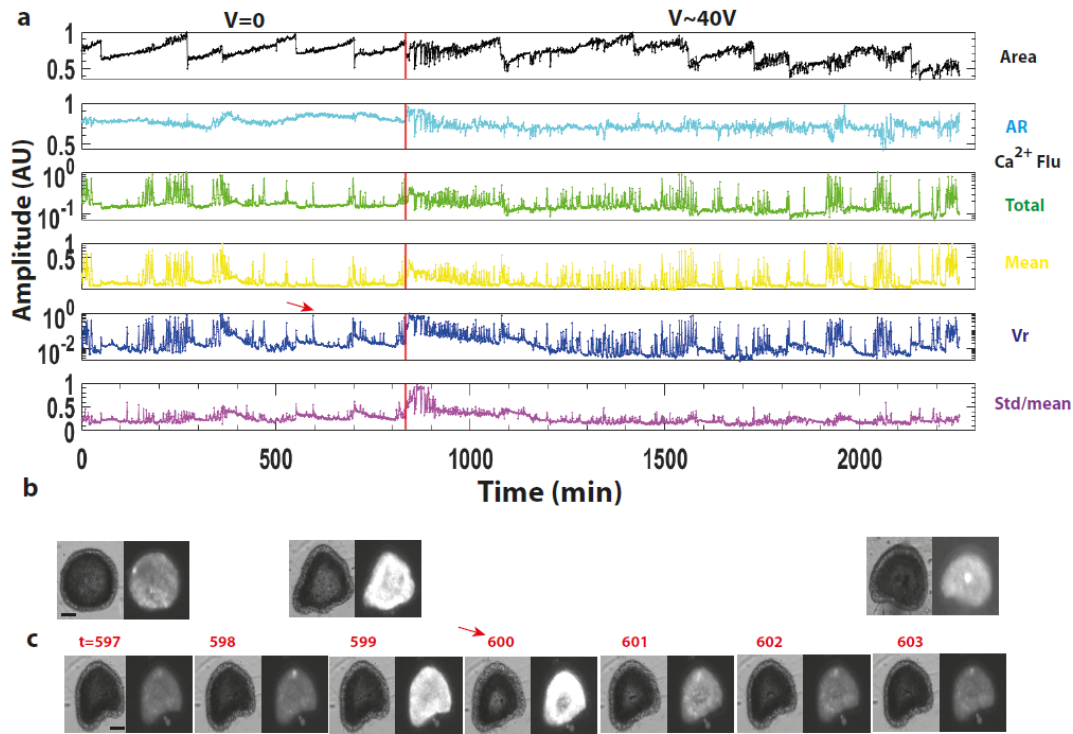 a
V=0
V~40V
1
0.5
Area
1
0.5
AR
Ca2+ Flu
10^0
10^-1
Total
1
0.5
Mean
10^0
10^-2
Vr
1
0.5
0
Std/mean
Amplitude (AU)
0
500
1000
1500
2000
Time (min)
b
c
t=597
598
599
600
601
602
603